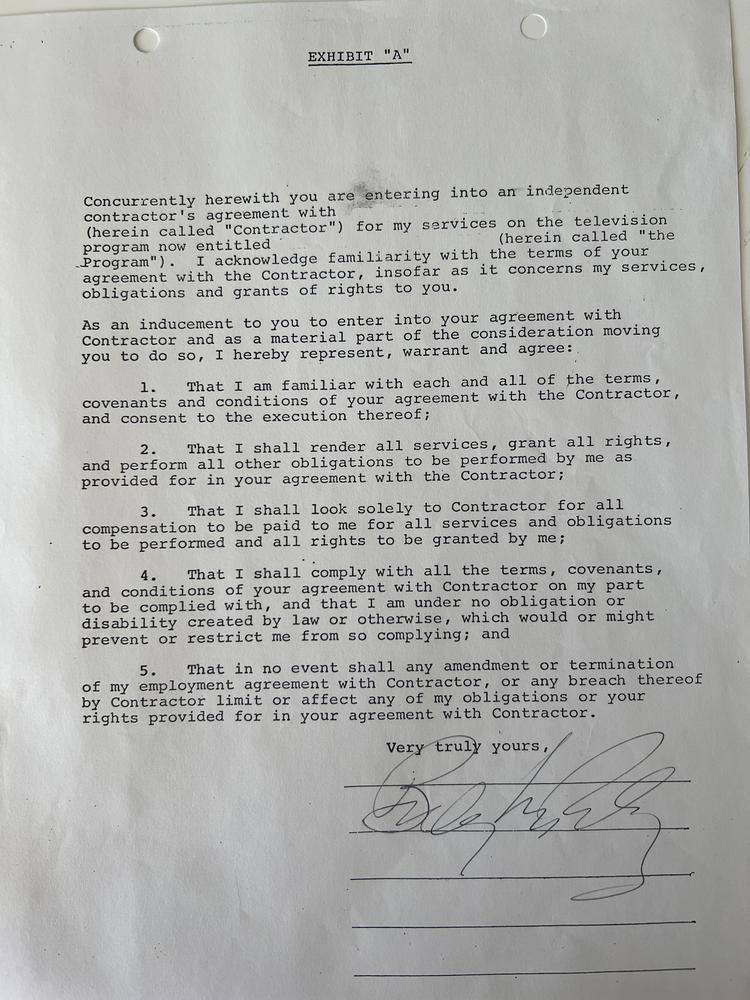 EXHIBIT "A"
Concurrently herewith you are entering into an independent
contractor's agreement with
(herein called "Contractor") for my services on the television
program now entitled (herein called "the
Program"). I acknowledge familiarity with the terms of your
agreement with the Contractor, insofar as it concerns my services,
obligations and grants of rights to you.
As an inducement to you to enter into your agreement with
Contractor and as a material part of the consideration moving
you to do so, I hereby represent, warrant and agree:
1. That I am familiar with each and all of the terms,
covenants and conditions of your agreement with the Contractor,
and consent to the execution thereof;
2. That I shall render all services, grant all rights,
and perform all other obligations to be performed by me as
provided for in your agreement with the Contractor;
3. That I shall look solely to Contractor for all
compensation to be paid to me for all services and obligations
to be performed and all rights to be granted by me;
4. That I shall comply with all the terms, covenants,
and conditions of your agreement with Contractor on my part
to be complied with, and that I am under no obligation or
disability created by law or otherwise, which would or might
prevent or restrict me from so complying; and
5. That in no event shall any amendment or termination
of my employment agreement with Contractor, or any breach thereof
by Contractor limit or affect any of my obligations or your
rights provided for in your agreement with Contractor.
Very truly yours,